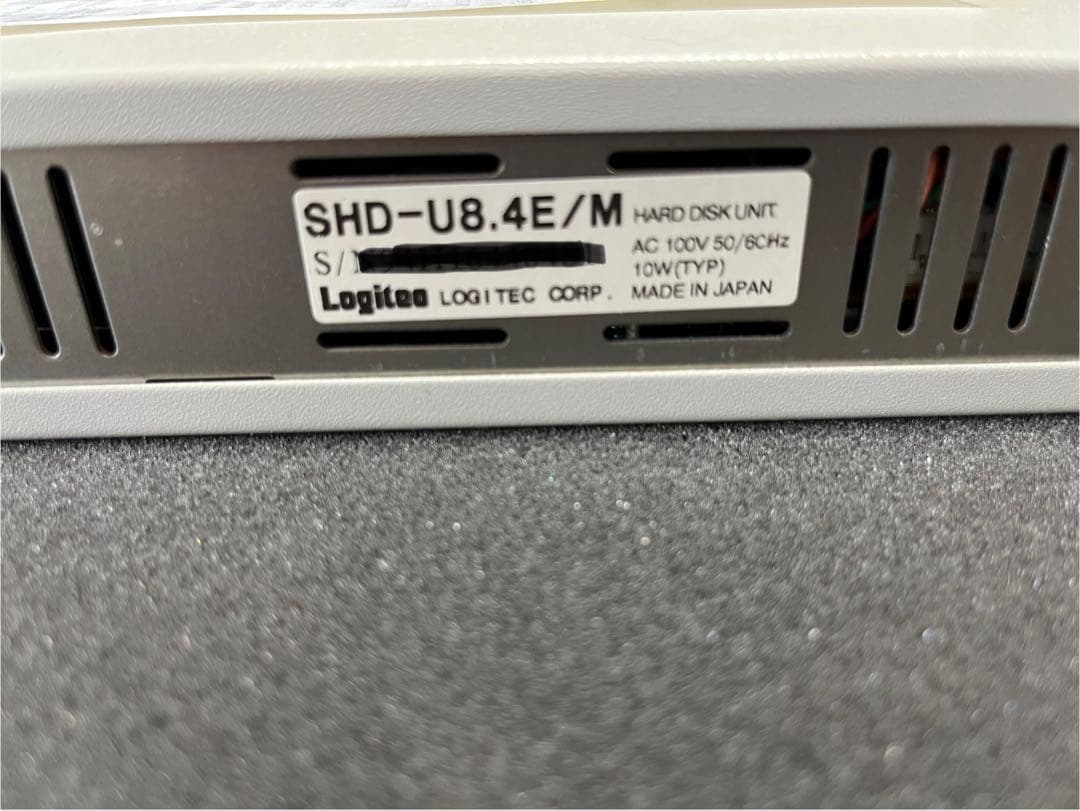 SHD-U8.4E/M HARD DISK UNIT
S/
AC 100V 50/60Hz
10W(TYP)
Logitec LOGITEC CORP. MADE IN JAPAN